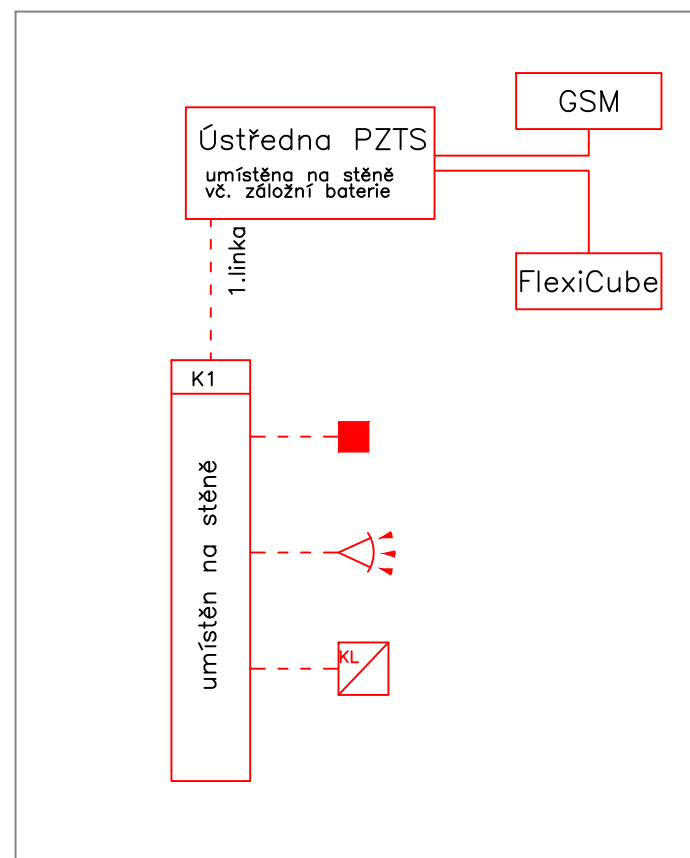 GSM
Ústředna PZTS
umístěna na stěně
vč. záložní baterie
1.linka
FlexiCube
K1
umístěn na stěně
KL